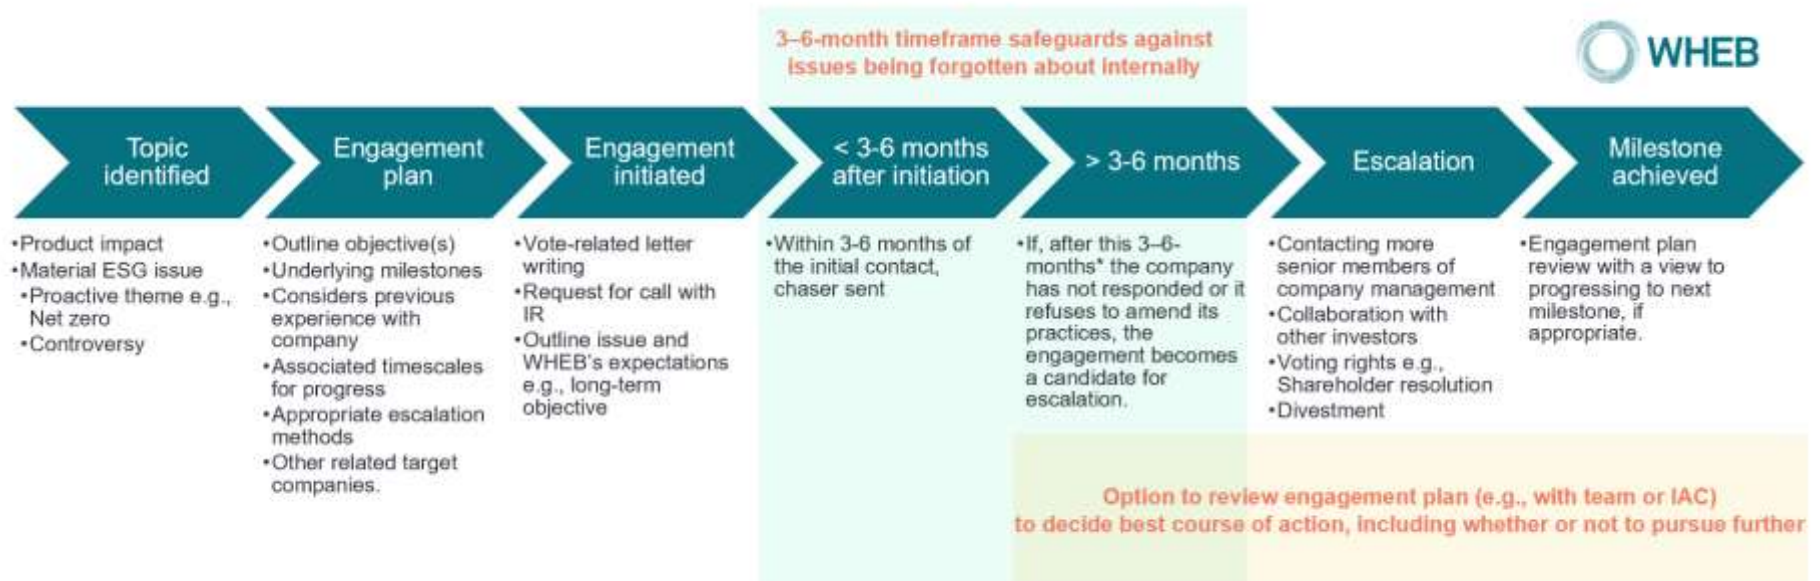 3–6-month timeframe safeguards against
issues being forgotten about internally
WHEB
Topic
identified
Engagement
plan
Engagement
initiated
< 3-6 months
after initiation
> 3-6 months
Escalation
Milestone
achieved
•Product impact
•Material ESG issue
•Proactive theme e.g.,
Net zero
•Controversy
•Outline objective(s)
•Underlying milestones
•Considers previous
experience with
company
•Associated timescales
for progress
•Appropriate escalation
methods
•Other related target
companies.
•Vote-related letter
writing
•Request for call with
IR
•Outline issue and
WHEB's expectations
e.g., long-term
objective
•Within 3-6 months of
the initial contact,
chaser sent
•If, after this 3–6-
months* the company
has not responded or it
refuses to amend its
practices, the
engagement becomes
a candidate for
escalation.
•Contacting more
senior members of
company management
•Collaboration with
other investors
•Voting rights e.g.,
Shareholder resolution
•Divestment
•Engagement plan
review with a view to
progressing to next
milestone, if
appropriate.
Option to review engagement plan (e.g., with team or IAC)
to decide best course of action, including whether or not to pursue further